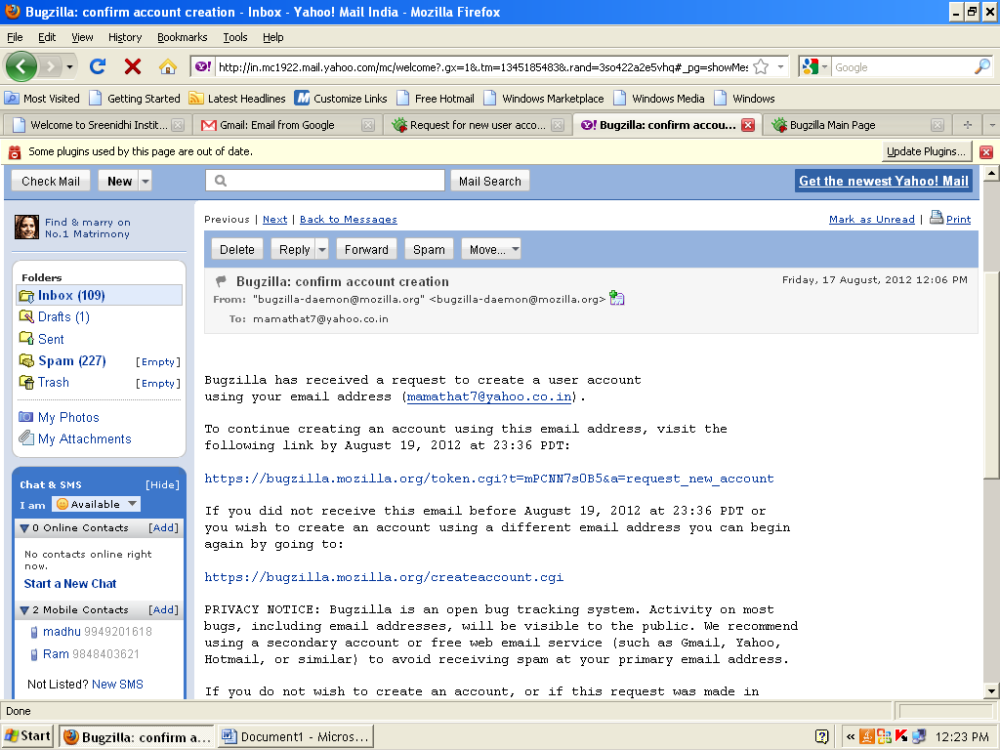 Bugzilla: confirm account creation - Inbox - Yahoo! Mail India - Mozilla Firefox
File Edit View History Bookmarks Tools Help
http://in.mc1922.mail.yahoo.com/mc/welcome?.gx=1&.tm=1345185483&.rand=3so422a2e5vhq#_pg=showMes
Google
Most Visited Getting Started Latest Headlines Customize Links Free Hotmail Windows Marketplace Windows Media Windows
Welcome to Sreenidhi Instit... Gmail: Email from Google Request for new user acco... Bugzilla: confirm accou... Bugzilla Main Page
Some plugins used by this page are out of date. Update Plugins...
Check Mail New Mail Search Get the newest Yahoo! Mail
Find & marry on
No.1 Matrimony
Previous | Next | Back to Messages Mark as Unread | Print
Delete Reply Forward Spam Move...
Folders
Inbox (109)
Drafts (1)
Sent
Spam (227) [Empty]
Trash [Empty]
My Photos
My Attachments
Chat & SMS [Hide]
I am Available
0 Online Contacts [Add]
No contacts online right
now.
Start a New Chat
2 Mobile Contacts [Add]
madhu 9949201618
Ram 9848403621
Not Listed? New SMS
Bugzilla: confirm account creation Friday, 17 August, 2012 12:06 PM
From: "bugzilla-daemon@mozilla.org" <bugzilla-daemon@mozilla.org>
To: mamathat7@yahoo.co.in
Bugzilla has received a request to create a user account
using your email address (mamathat7@yahoo.co.in).
To continue creating an account using this email address, visit the
following link by August 19, 2012 at 23:36 PDT:
https://bugzilla.mozilla.org/token.cgi?t=mPCNN7sOB5&a=request_new_account
If you did not receive this email before August 19, 2012 at 23:36 PDT or
you wish to create an account using a different email address you can begin
again by going to:
https://bugzilla.mozilla.org/createaccount.cgi
PRIVACY NOTICE: Bugzilla is an open bug tracking system. Activity on most
bugs, including email addresses, will be visible to the public. We recommend
using a secondary account or free web email service (such as Gmail, Yahoo,
Hotmail, or similar) to avoid receiving spam at your primary email address.
If you do not wish to create an account, or if this request was made in
Done
Start Bugzilla: confirm a... Document1 - Micros... 12:23 PM